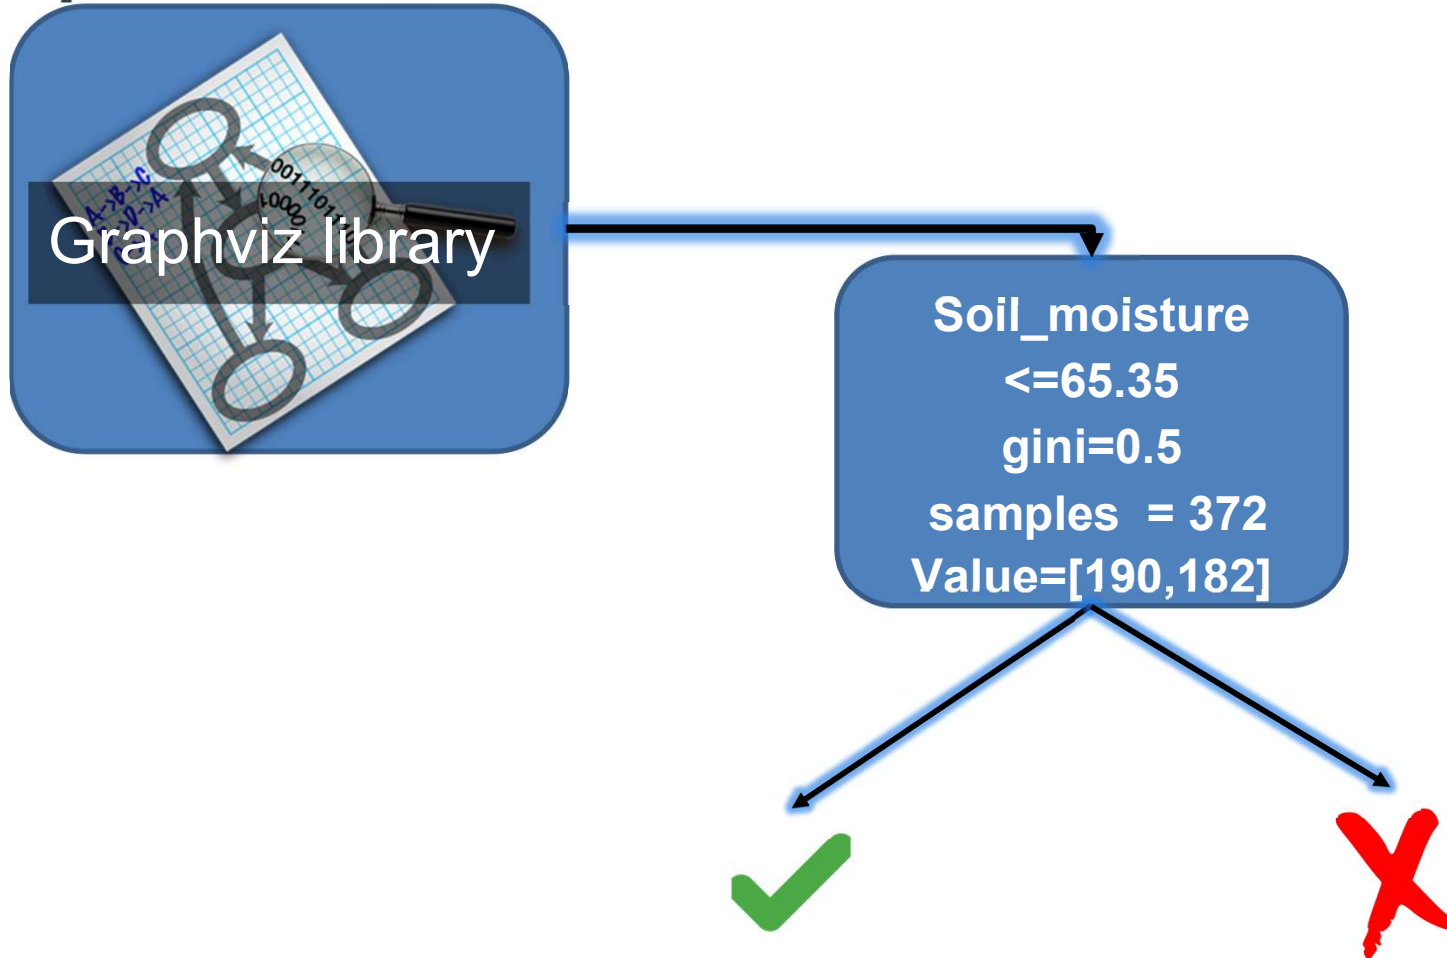 A->B->C
->D->A
Graphviz library
Soil_moisture
<=65.35
gini=0.5
samples  = 372
Value=[190,182]